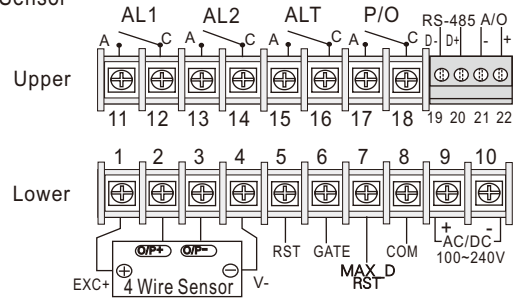 Sensor
AL1 AL2 ALT P/O RS-485 A/O
A C A C A C A C D- D+ - +
Upper
11 12 13 14 15 16 17 18 19 20 21 22
1 2 3 4 5 6 7 8 9 10
Lower
O/P+ O/P- RST GATE MAX_D RST COM + - AC/DC 100~240V
EXC+ 4 Wire Sensor V-